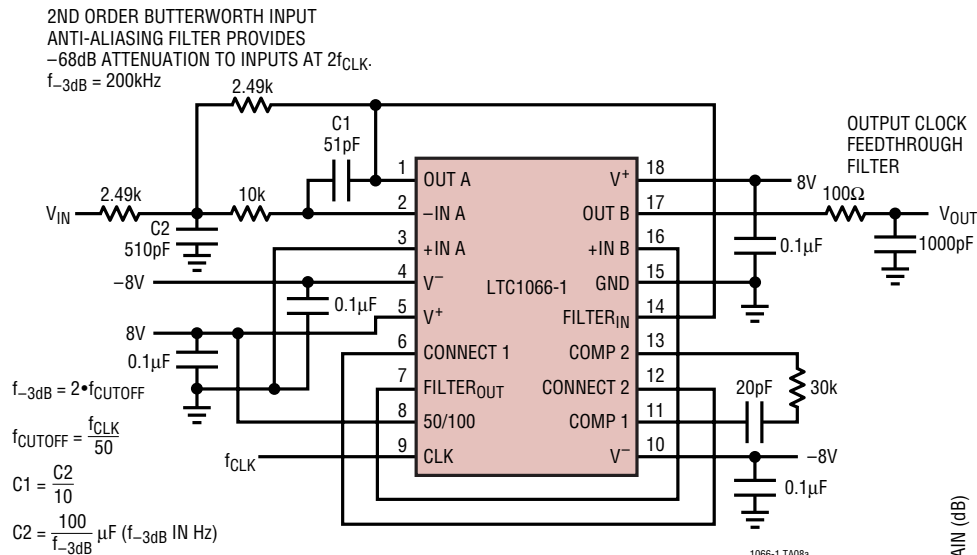 2ND ORDER BUTTERWORTH INPUT
ANTI-ALIASING FILTER PROVIDES
–68dB ATTENUATION TO INPUTS AT 2fCLK.
f–3dB = 200kHz
2.49k
C1
51pF
2.49k
10k
VIN
C2
510pF
–8V
0.1µF
8V
0.1µF
1
OUT A
2
–IN A
3
+IN A
4
V–
5
V+
6
CONNECT 1
7
FILTEROUT
8
50/100
9
CLK
fCLK
LTC1066-1
18
V+
17
OUT B
16
+IN B
15
GND
14
FILTERIN
13
COMP 2
12
CONNECT 2
11
COMP 1
10
V–
OUTPUT CLOCK
FEEDTHROUGH
FILTER
8V
100Ω
VOUT
0.1µF
1000pF
20pF
30k
–8V
0.1µF
f–3dB = 2•fCUTOFF
fCUTOFF = fCLK
50
C1 = C2
10
C2 = 100 µF (f–3dB IN Hz)
f–3dB
1066-1 TA08a
AIN (dB)